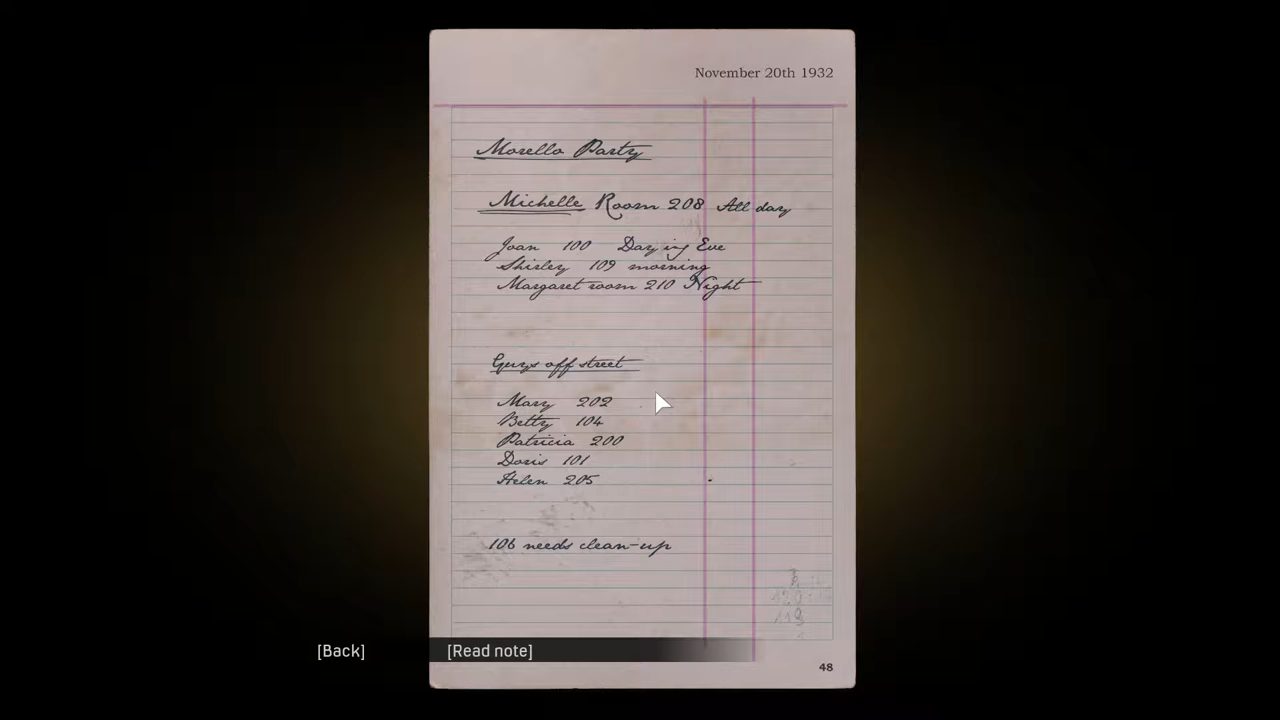 November 20th 1932
Morello Party
Michelle Room 208 All day
Joan 100 Day ing Eve
Shirley 109 morning
Margaret room 210 Night
Guys off street
Mary 202
Betty 104
Patricia 200
Doris 101
Helen 205
106 needs clean-up
[Back] [Read note]
48